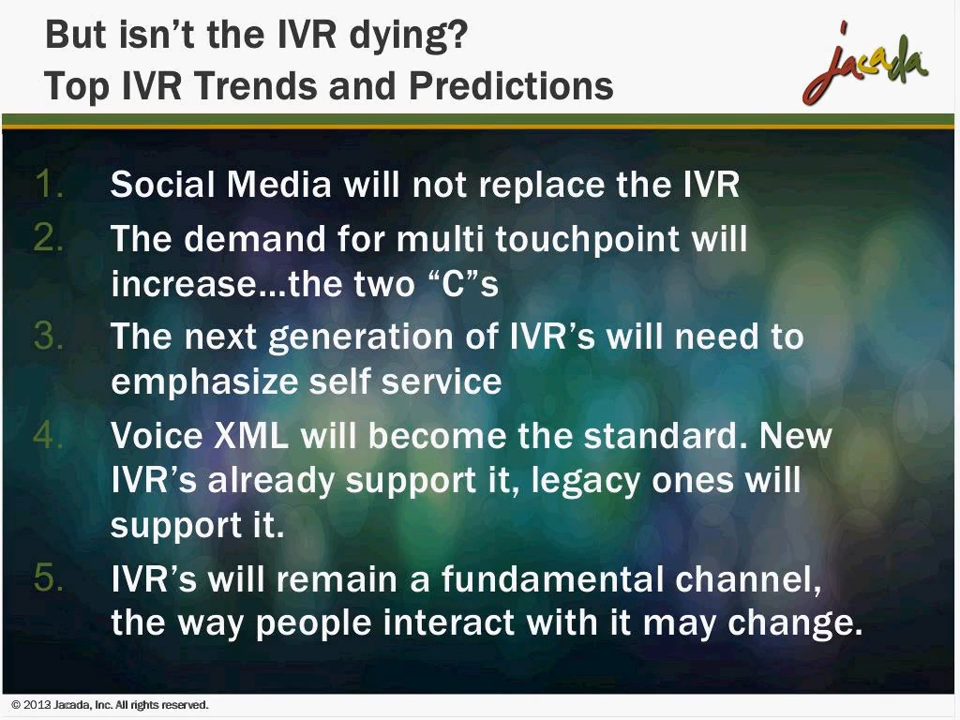 But isn’t the IVR dying?
Top IVR Trends and Predictions
jacada
1. Social Media will not replace the IVR
2. The demand for multi touchpoint will
increase...the two “C”s
3. The next generation of IVR’s will need to
emphasize self service
4. Voice XML will become the standard. New
IVR’s already support it, legacy ones will
support it.
5. IVR’s will remain a fundamental channel,
the way people interact with it may change.
© Jacada, Inc. All rights reserved.